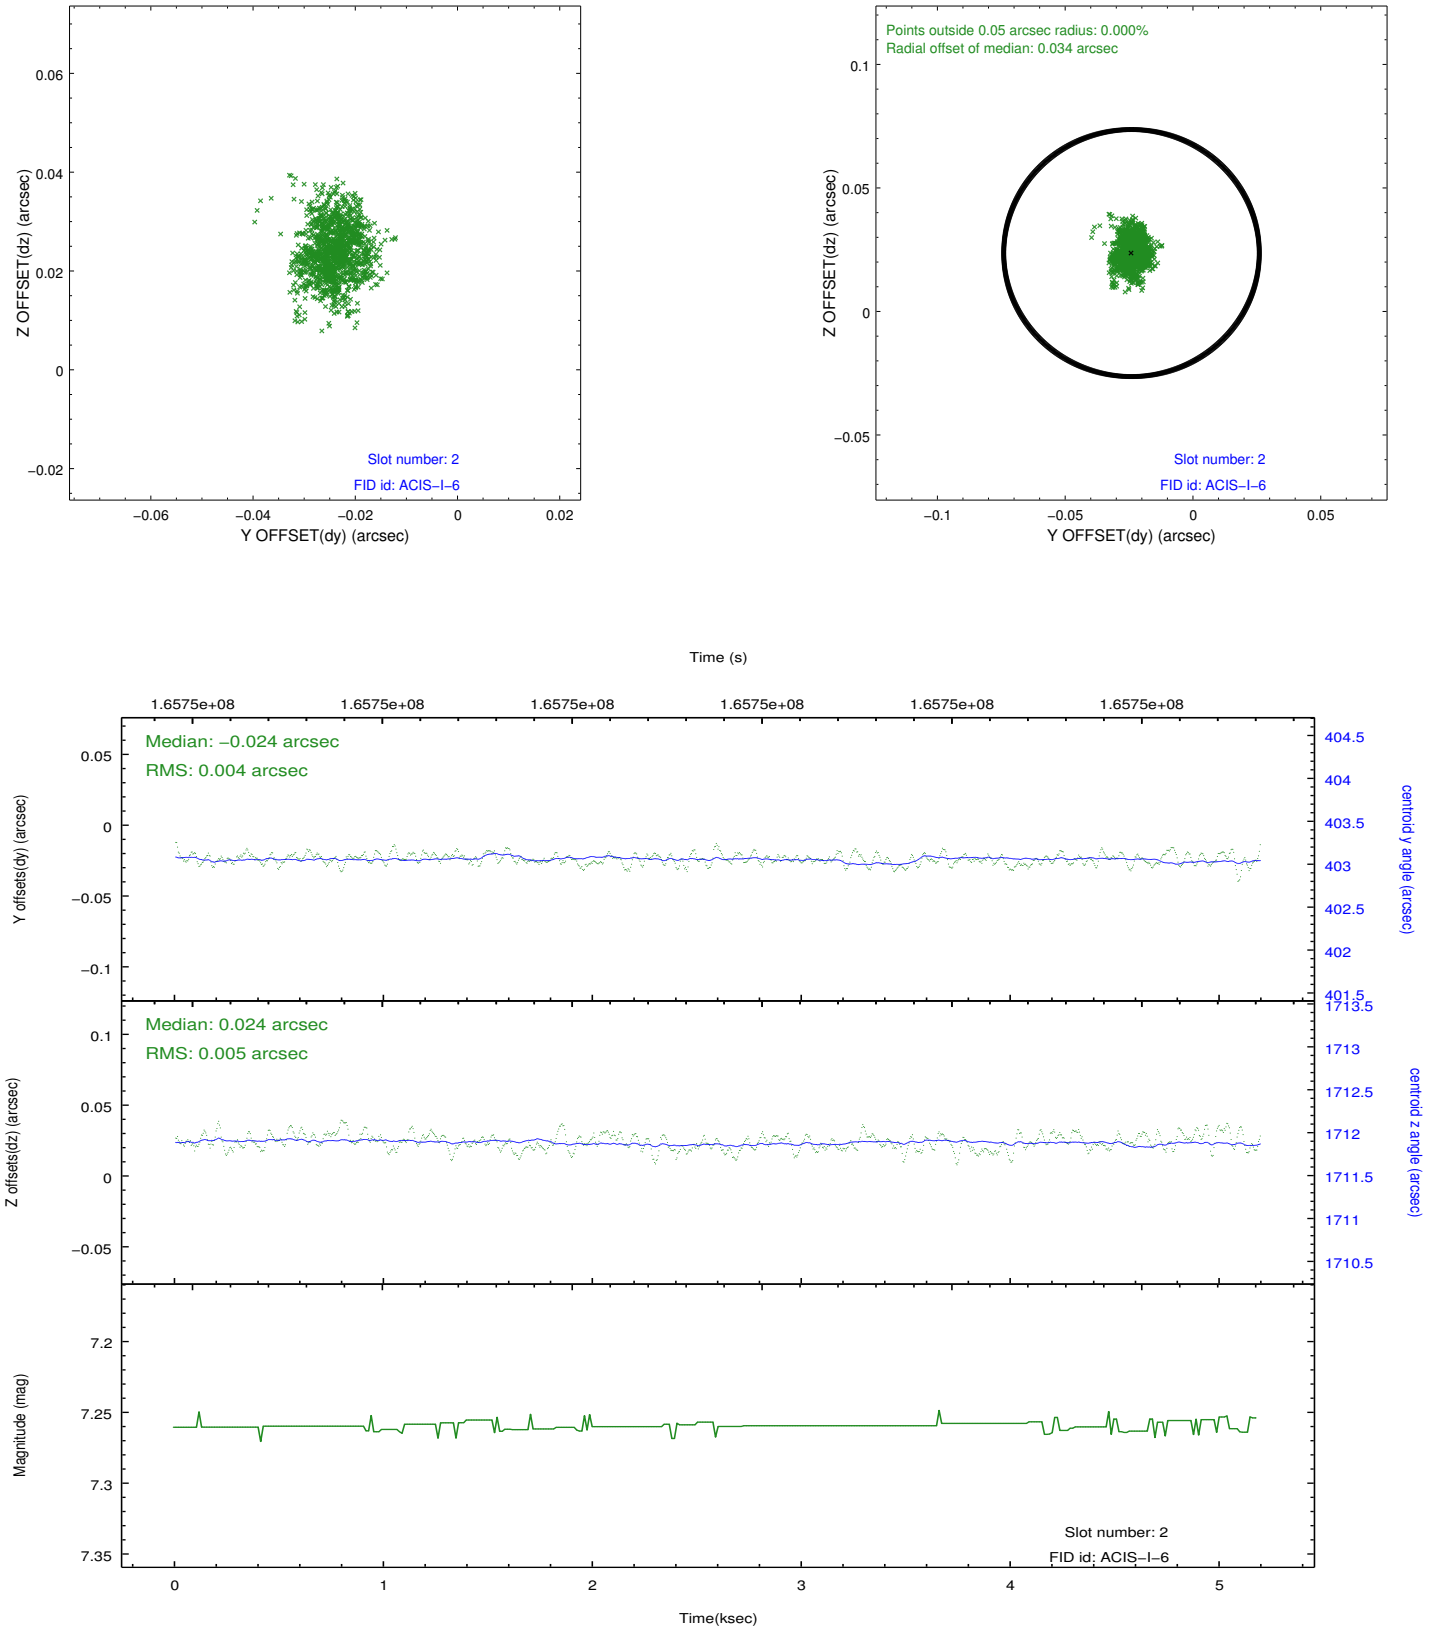 0.06
0.04
0.02
0
−0.02
Z OFFSET(dz) (arcsec)
Slot number: 2
FID id: ACIS−I−6
−0.06
−0.04
−0.02
0
0.02
Y OFFSET(dy) (arcsec)
Points outside 0.05 arcsec radius: 0.000%
Radial offset of median: 0.034 arcsec
0.1
0.05
0
−0.05
Z OFFSET(dz) (arcsec)
Slot number: 2
FID id: ACIS−I−6
−0.1
−0.05
0
0.05
Y OFFSET(dy) (arcsec)
Time (s)
1.6575e+08 1.6575e+08 1.6575e+08 1.6575e+08 1.6575e+08 1.6575e+08
Median: −0.024 arcsec
RMS: 0.004 arcsec
0.05
0
−0.05
−0.1
Y offsets(dy) (arcsec)
404.5
404
403.5
403
402.5
402
401.5
centroid y angle (arcsec)
Median: 0.024 arcsec
RMS: 0.005 arcsec
0.1
0.05
0
−0.05
Z offsets(dz) (arcsec)
1713.5
1713
1712.5
1712
1711.5
1711
1710.5
centroid z angle (arcsec)
7.2
7.25
7.3
7.35
Magnitude (mag)
Slot number: 2
FID id: ACIS−I−6
0 1 2 3 4 5
Time(ksec)